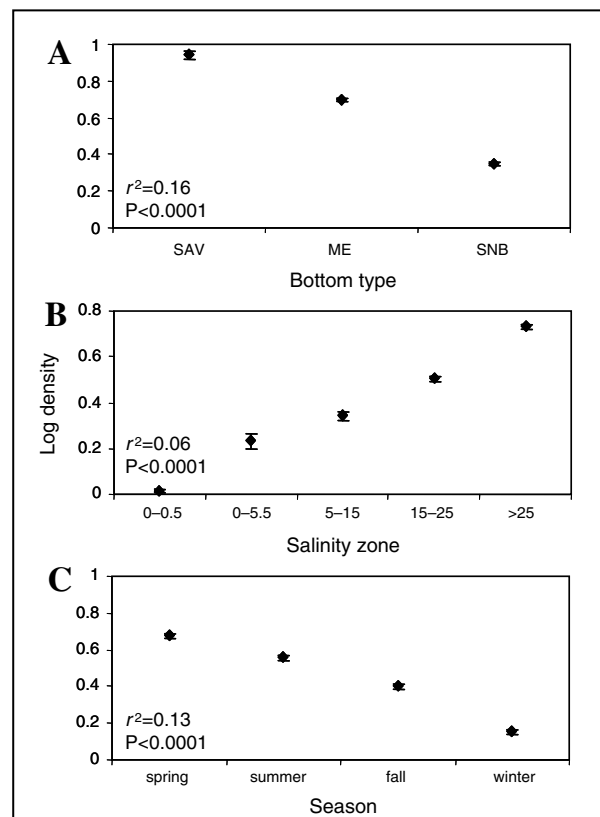 A
1
0.8
0.6
0.4
0.2
0
r²=0.16
P<0.0001
SAV ME SNB
Bottom type
B
Log density
0.8
0.6
0.4
0.2
0
r²=0.06
P<0.0001
0–0.5 0–5.5 5–15 15–25 >25
Salinity zone
C
1
0.8
0.6
0.4
0.2
0
r²=0.13
P<0.0001
spring summer fall winter
Season